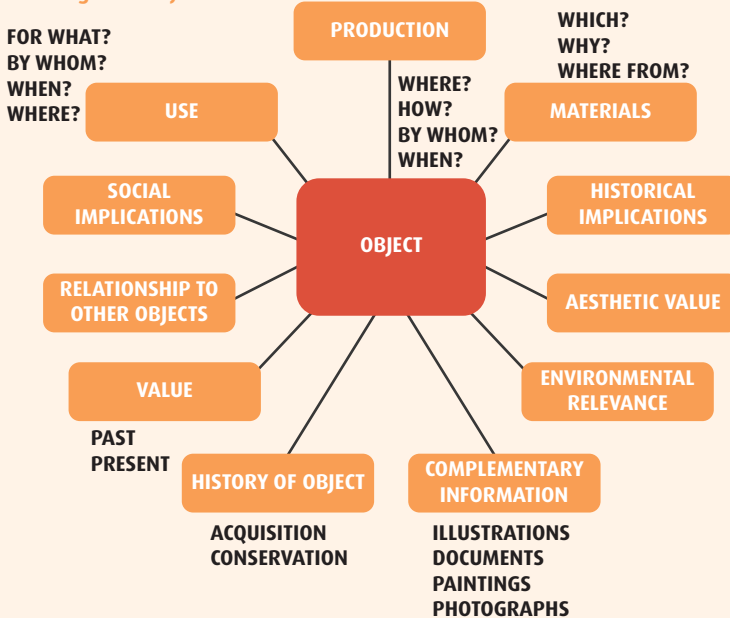 PRODUCTION
WHERE?
HOW?
BY WHOM?
WHEN?
WHICH?
WHY?
WHERE FROM?
MATERIALS
FOR WHAT?
BY WHOM?
WHEN?
WHERE?
USE
SOCIAL
IMPLICATIONS
HISTORICAL
IMPLICATIONS
OBJECT
RELATIONSHIP TO
OTHER OBJECTS
AESTHETIC VALUE
VALUE
PAST
PRESENT
ENVIRONMENTAL
RELEVANCE
HISTORY OF OBJECT
ACQUISITION
CONSERVATION
COMPLEMENTARY
INFORMATION
ILLUSTRATIONS
DOCUMENTS
PAINTINGS
PHOTOGRAPHS